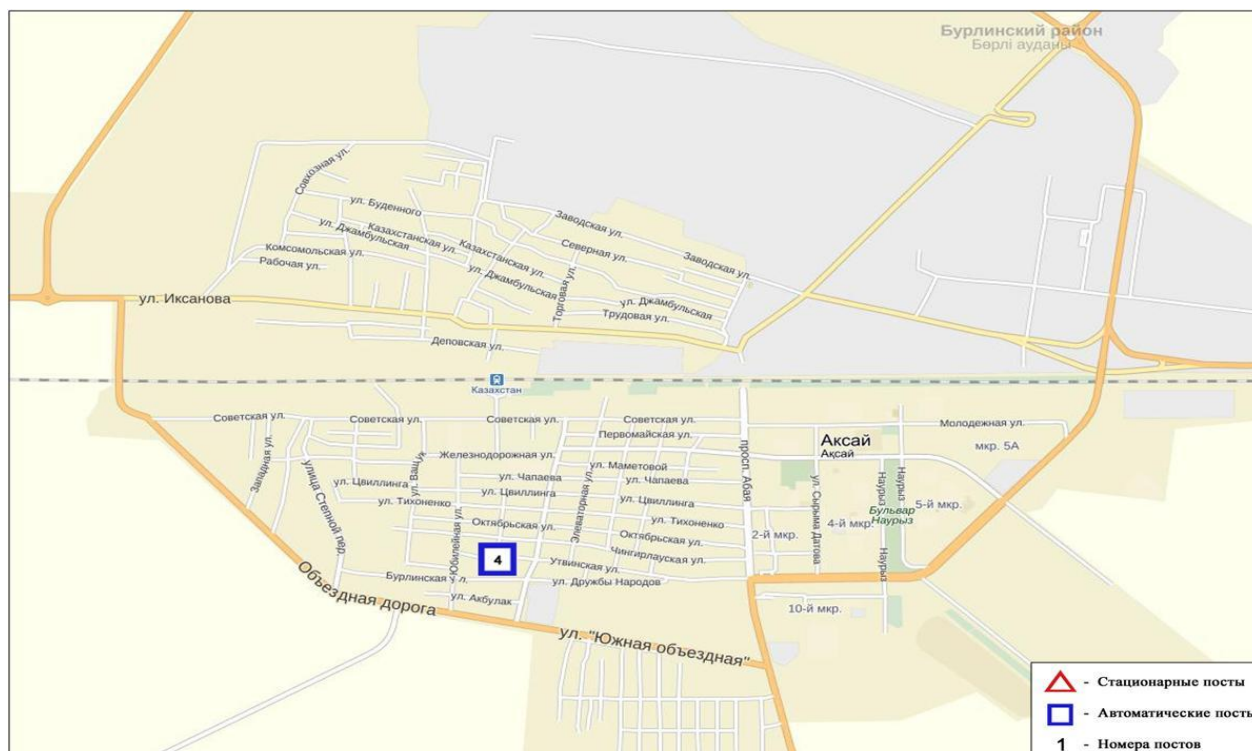 Бурлинский район
Бөрлі ауданы
Совхозная ул.
ул. Буденного
ул. Джамбульская
Казахстанская ул.
Заводская ул.
Северная ул.
Заводская ул.
Комсомольская ул.
Рабочая ул.
Казахстанская ул.
ул. Джамбульская
Торговая ул.
ул. Джамбульская
Трудовая ул.
ул. Иксанова
Деповская ул.
Казахстан
Советская ул.
Советская ул.
Советская ул.
Советская ул.
Молодежная ул.
Первомайская ул.
Аксай
Ақсай
мкр. 5А
Западная ул.
улица Степной пер.
Железнодорожная ул.
ул. Маметовой
просп. Абая
ул. Чапаева
ул. Чапаева
ул. Цвиллинга
ул. Цвиллинга
ул. Цвиллинга
ул. Тихоненко
ул. Тихоненко
Юбилейная ул.
Элеваторная ул.
ул. Сырыма Датова
Наурыз
Наурыз
Бульвар
Наурыз
5-й мкр.
4-й мкр.
2-й мкр.
Октябрьская ул.
Октябрьская ул.
Чингирлауская ул.
4
Утвинская ул.
Наурыз
Бурлинская ул.
ул. Дружбы Народов
ул. Акбулак
10-й мкр.
Объездная дорога
ул. "Южная объездная"
- Стационарные посты
- Автоматические посты
1 - Номера постов